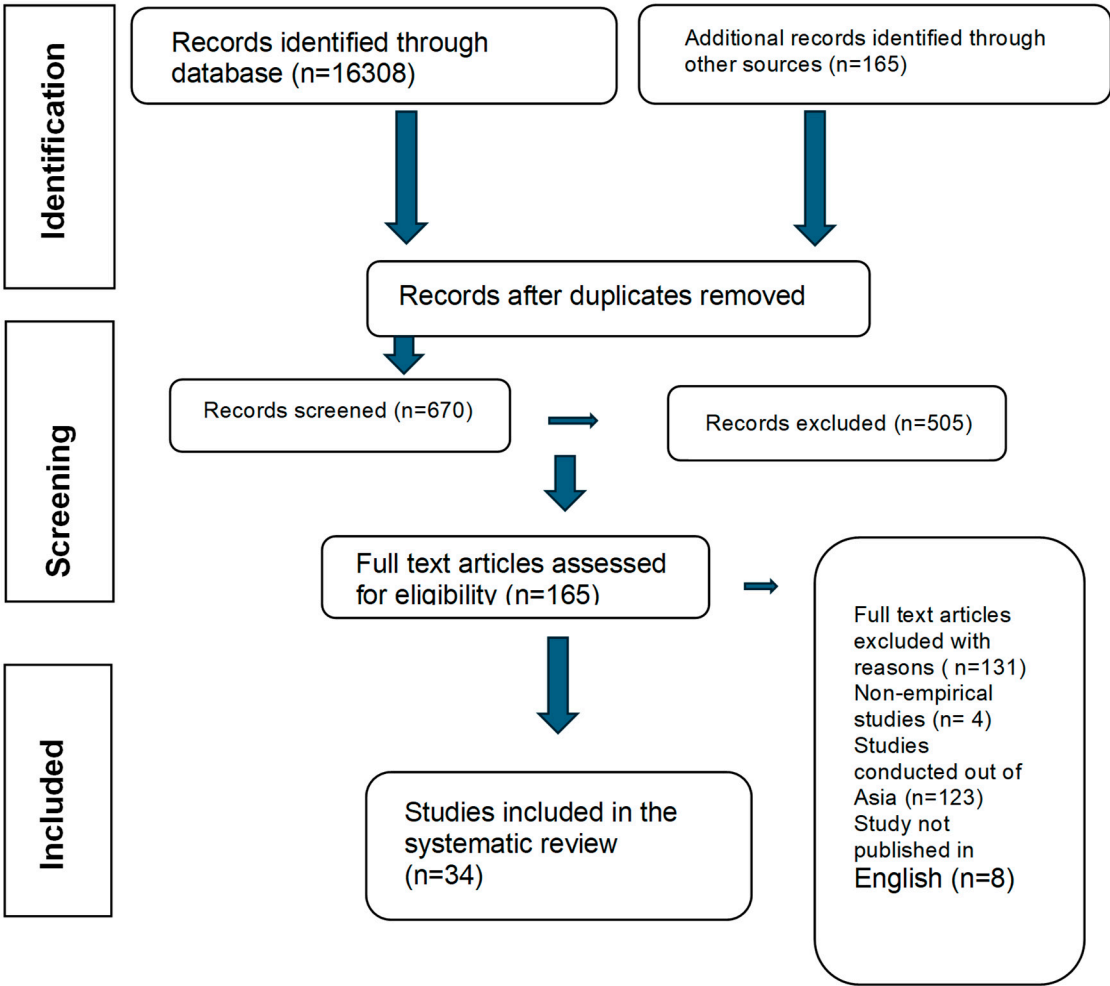 Identification
Records identified through
database (n=16308)
Additional records identified through
other sources (n=165)
Records after duplicates removed
Screening
Records screened (n=670)
Records excluded (n=505)
Full text articles assessed
for eligibility (n=165)
Full text articles
excluded with
reasons ( n=131)
Non-empirical
studies (n= 4)
Studies
conducted out of
Asia (n=123)
Study not
published in
English (n=8)
Included
Studies included in the
systematic review
(n=34)